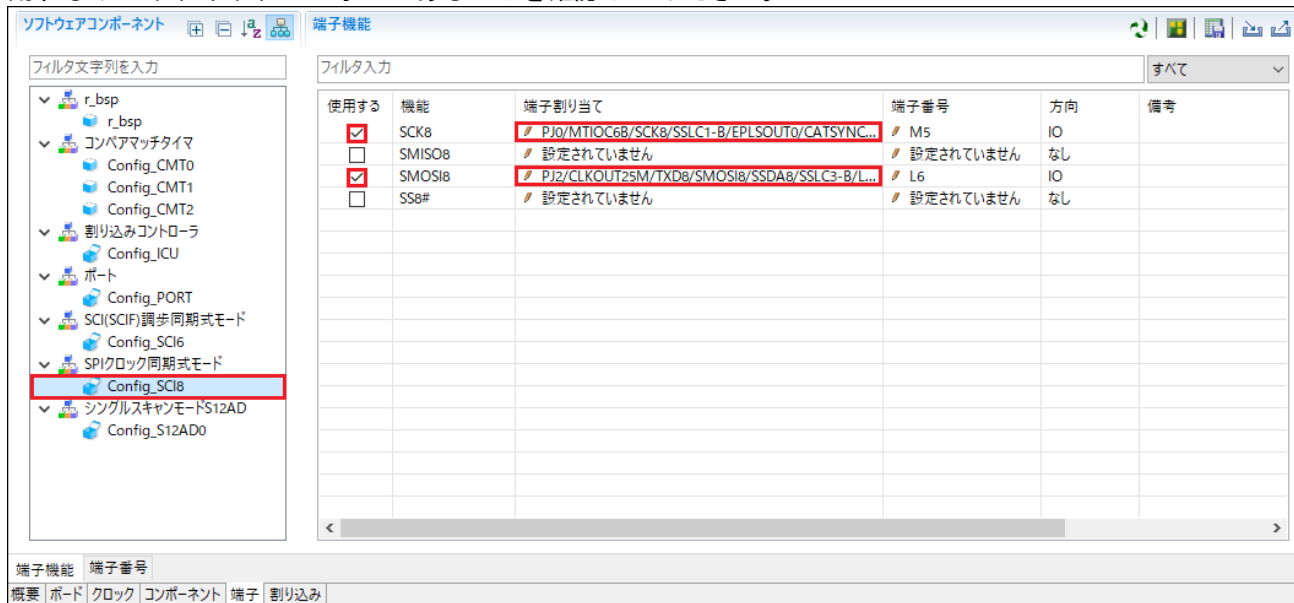 ソフトウェアコンポーネント
端子機能
フィルタ文字列を入力
フィルタ入力
すべて
r_bsp
r_bsp
コンペアマッチタイマ
Config_CMT0
Config_CMT1
Config_CMT2
割り込みコントローラ
Config_ICU
ポート
Config_PORT
SCI(SCIF)調歩同期式モード
Config_SCI6
SPIクロック同期式モード
Config_SCI8
シングルスキャンモードS12AD
Config_S12AD0
使用する 機能 端子割り当て 端子番号 方向 備考
SCK8 PJ0/MTIOC6B/SCK8/SSLC1-B/EPLSOUT0/CATSYNC... M5 IO
SMISO8 設定されていません 設定されていません なし
SMOSI8 PJ2/CLKOUT25M/TXD8/SMOSI8/SSDA8/SSLC3-B/L... L6 IO
SS8# 設定されていません 設定されていません なし
端子機能 端子番号
概要 ボード クロック コンポーネント 端子 割り込み